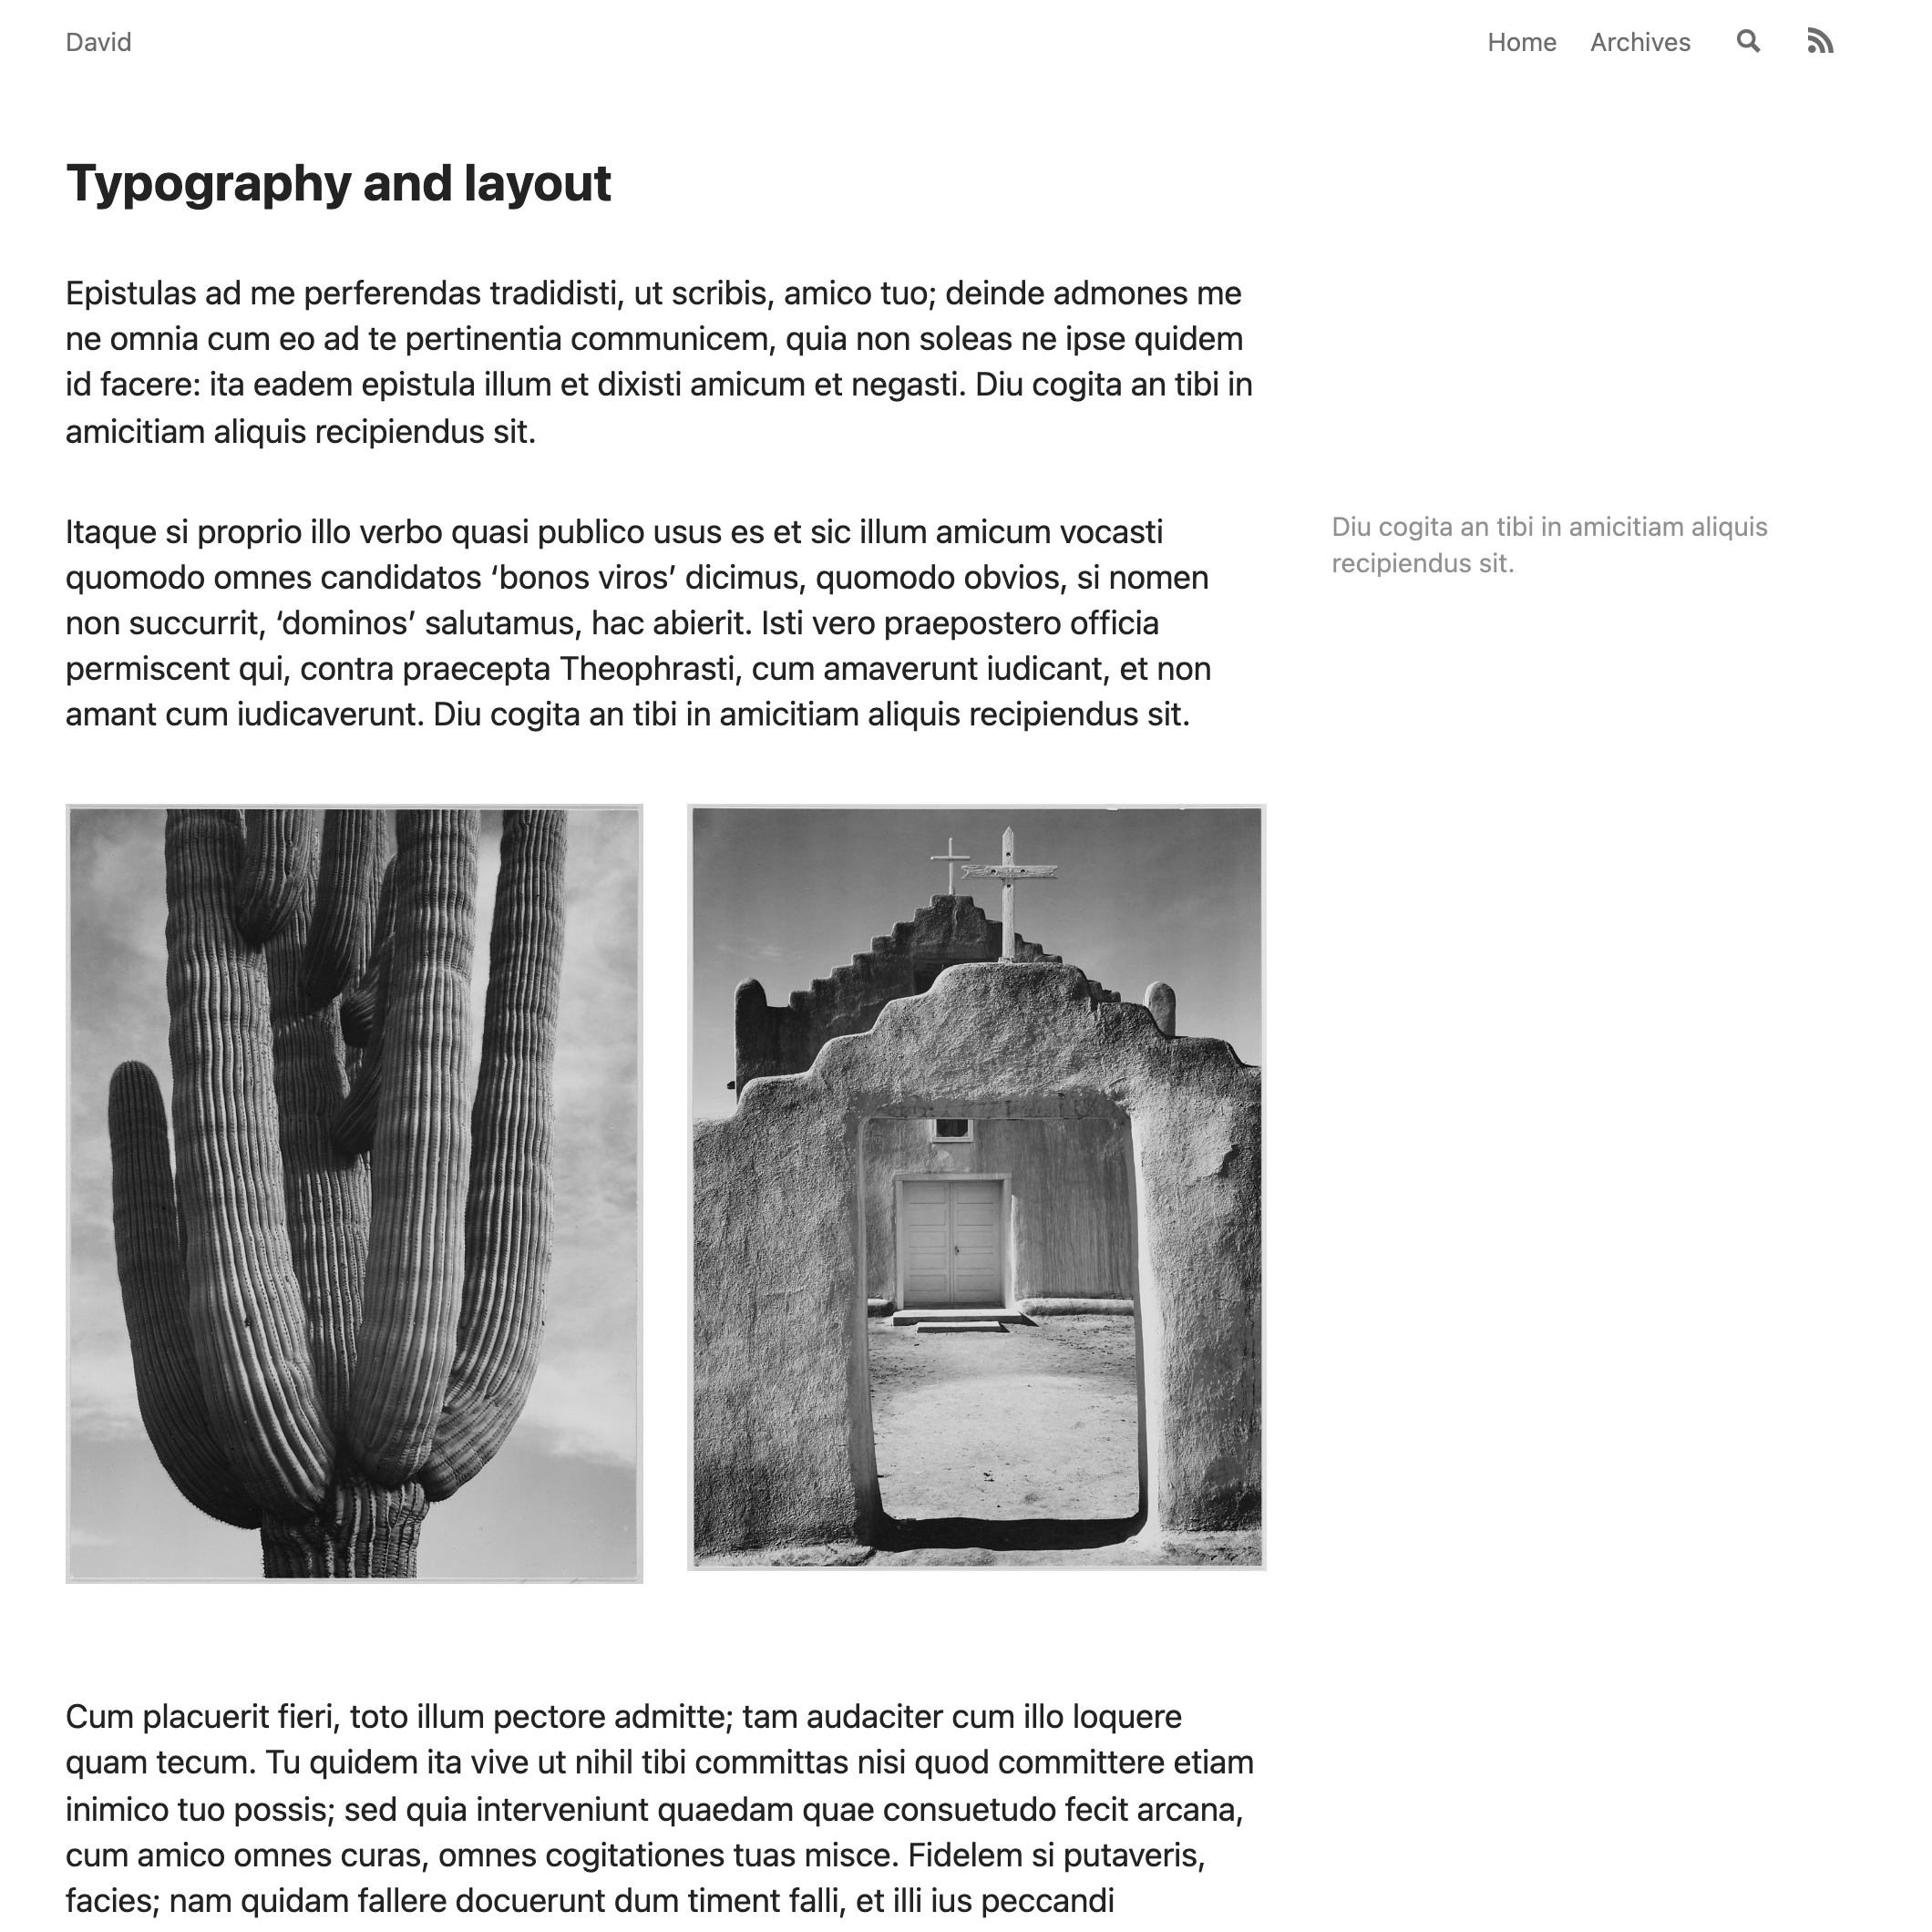 David
Home Archives
Typography and layout
Epistulas ad me perferendas tradidisti, ut scribis, amico tuo; deinde admones me
ne omnia cum eo ad te pertinentia communicem, quia non soleas ne ipse quidem
id facere: ita eadem epistula illum et dixisti amicum et negasti. Diu cogita an tibi in
amicitiam aliquis recipiendus sit.
Itaque si proprio illo verbo quasi publico usus es et sic illum amicum vocasti
quomodo omnes candidatos ‘bonos viros’ dicimus, quomodo obvios, si nomen
non succurrit, ‘dominos’ salutamus, hac abierit. Isti vero praepostero officia
permiscent qui, contra praecepta Theophrasti, cum amaverunt iudicant, et non
amant cum iudicaverunt. Diu cogita an tibi in amicitiam aliquis recipiendus sit.
Diu cogita an tibi in amicitiam aliquis
recipiendus sit.
Cum placuerit fieri, toto illum pectore admitte; tam audaciter cum illo loquere
quam tecum. Tu quidem ita vive ut nihil tibi committas nisi quod committere etiam
inimico tuo possis; sed quia interveniunt quaedam quae consuetudo fecit arcana,
cum amico omnes curas, omnes cogitationes tuas misce. Fidelem si putaveris,
facies; nam quidam fallere docuerunt dum timent falli, et illi ius peccandi